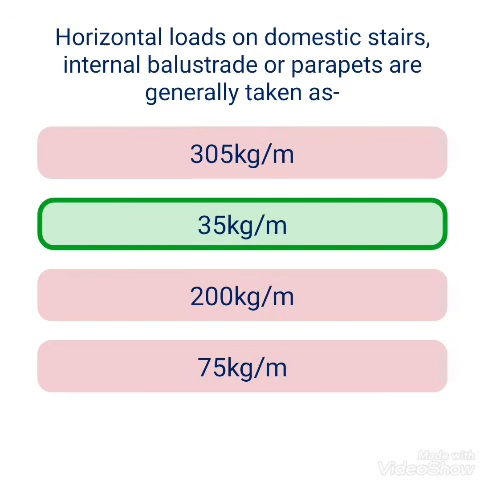 Horizontal loads on domestic stairs,
internal balustrade or parapets are
generally taken as-
305kg/m
35kg/m
200kg/m
75kg/m
Made with
VideoShow